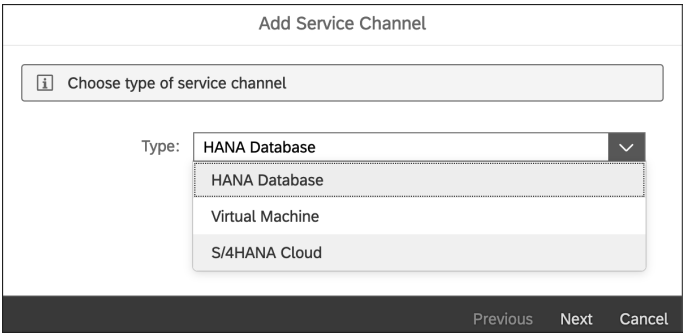 Add Service Channel
Choose type of service channel
Type: HANA Database
HANA Database
Virtual Machine
S/4HANA Cloud
Previous Next Cancel